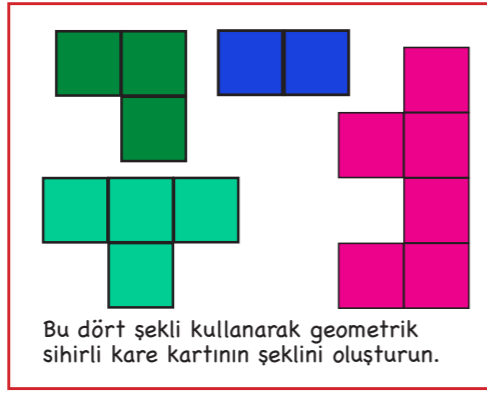 Bu dört şekli kullanarak geometrik
sihirli kare kartının şeklini oluşturun.